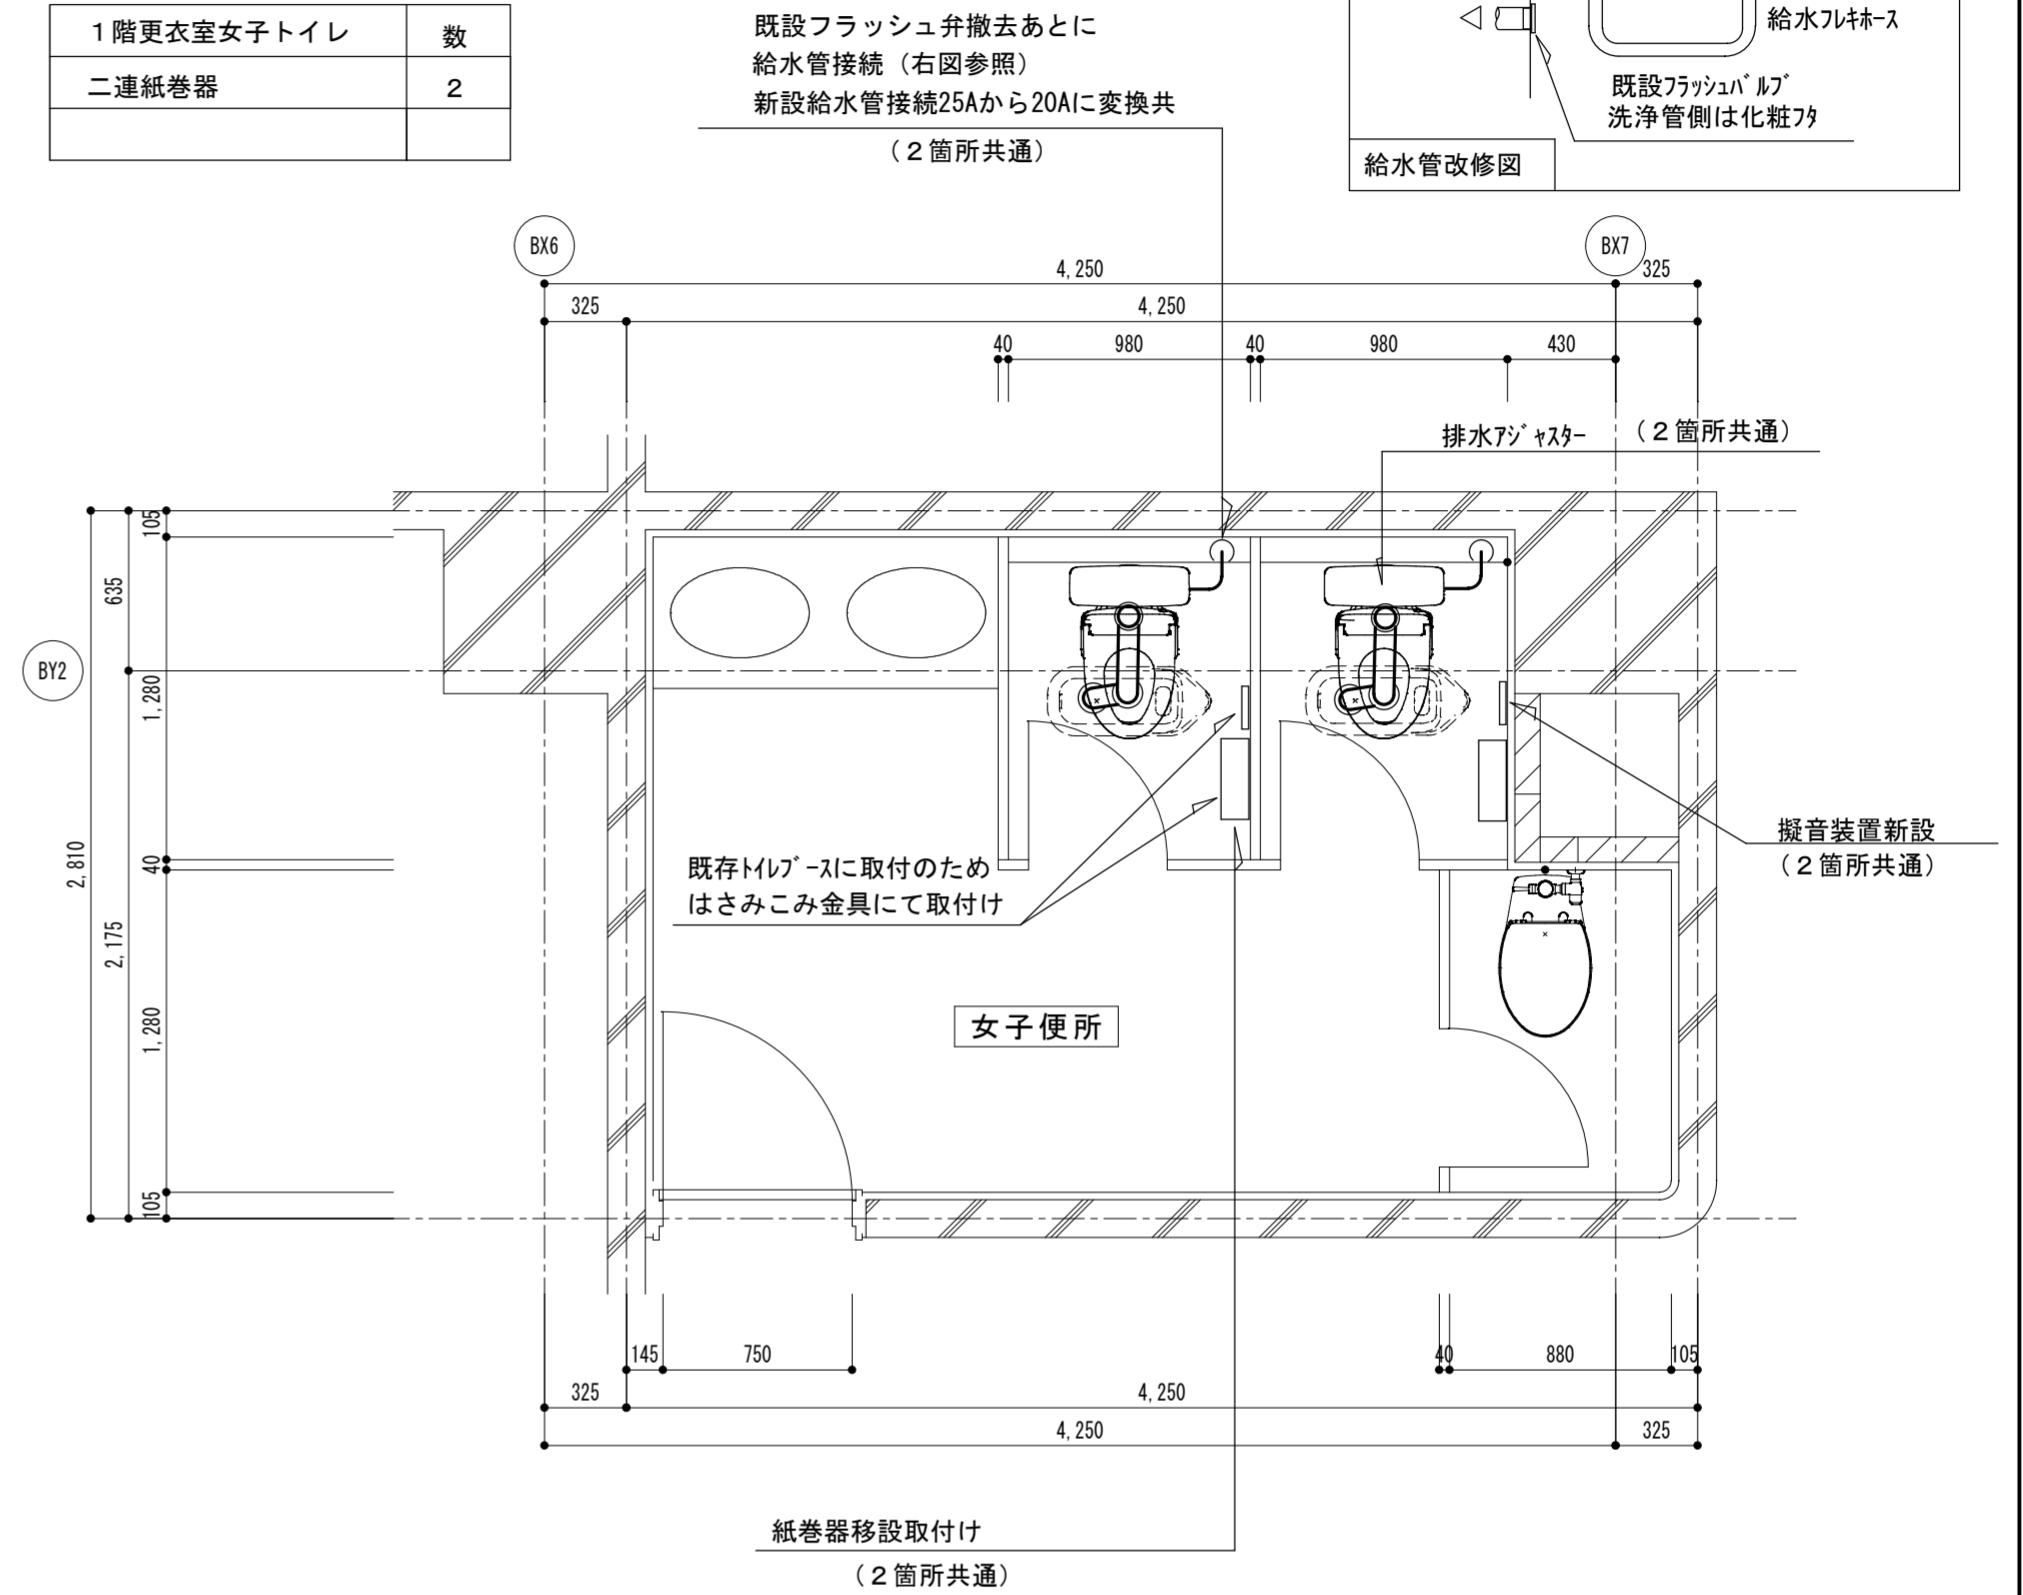 1階更衣室女子トイレ 数
二連紙巻器 2
既設フラッシュ弁撤去あとに
給水管接続（右図参照）
新設給水管接続25Aから20Aに変換共
（2箇所共通）
給水フレキホース
既設フラッシュバルブ
洗浄管側は化粧フタ
給水管改修図
BX6
BX7
4,250
325
325
4,250
40
980
40
980
430
排水アジャスター
（2箇所共通）
105
635
BY2
1,280
2,810
40
2,175
1,280
105
既存トイレブースに取付のため
はさみこみ金具にて取付け
擬音装置新設
（2箇所共通）
女子便所
145
750
40
880
105
325
4,250
4,250
325
紙巻器移設取付け
（2箇所共通）